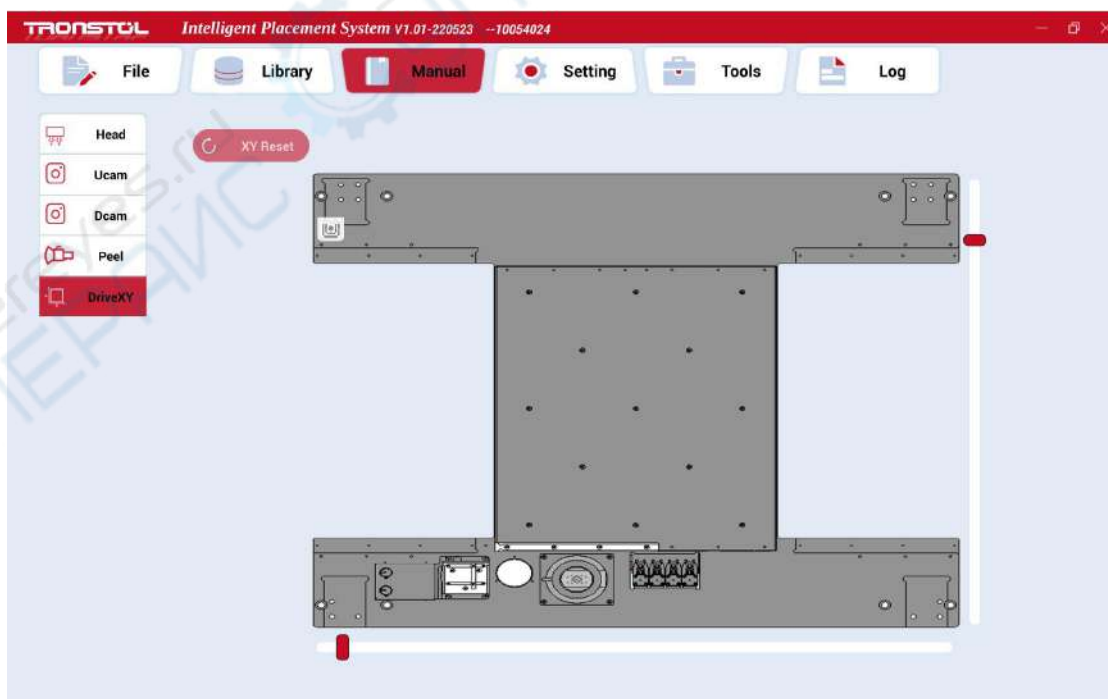 TRONSTOL Intelligent Placement System V1.01-220523 --10054024
File Library Manual Setting Tools Log
Head
XY Reset
Ucam
Dcam
Peel
DriveXY